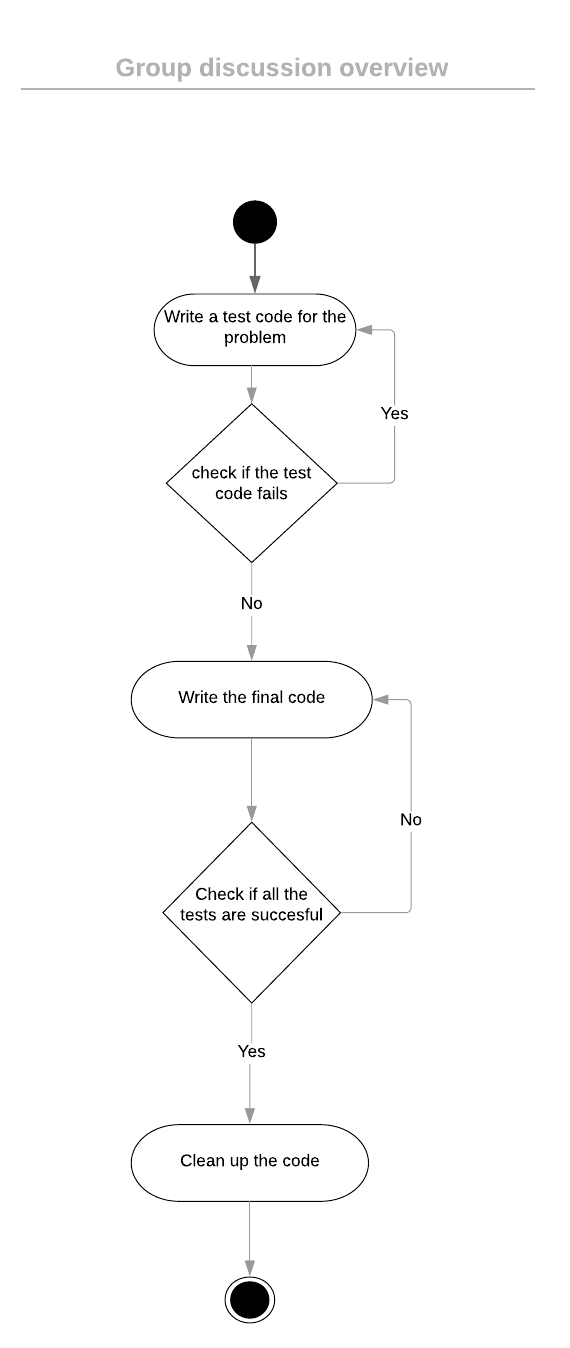 Group discussion overview
Write a test code for the
problem
Yes
check if the test
code fails
No
Write the final code
No
Check if all the
tests are succesful
Yes
Clean up the code